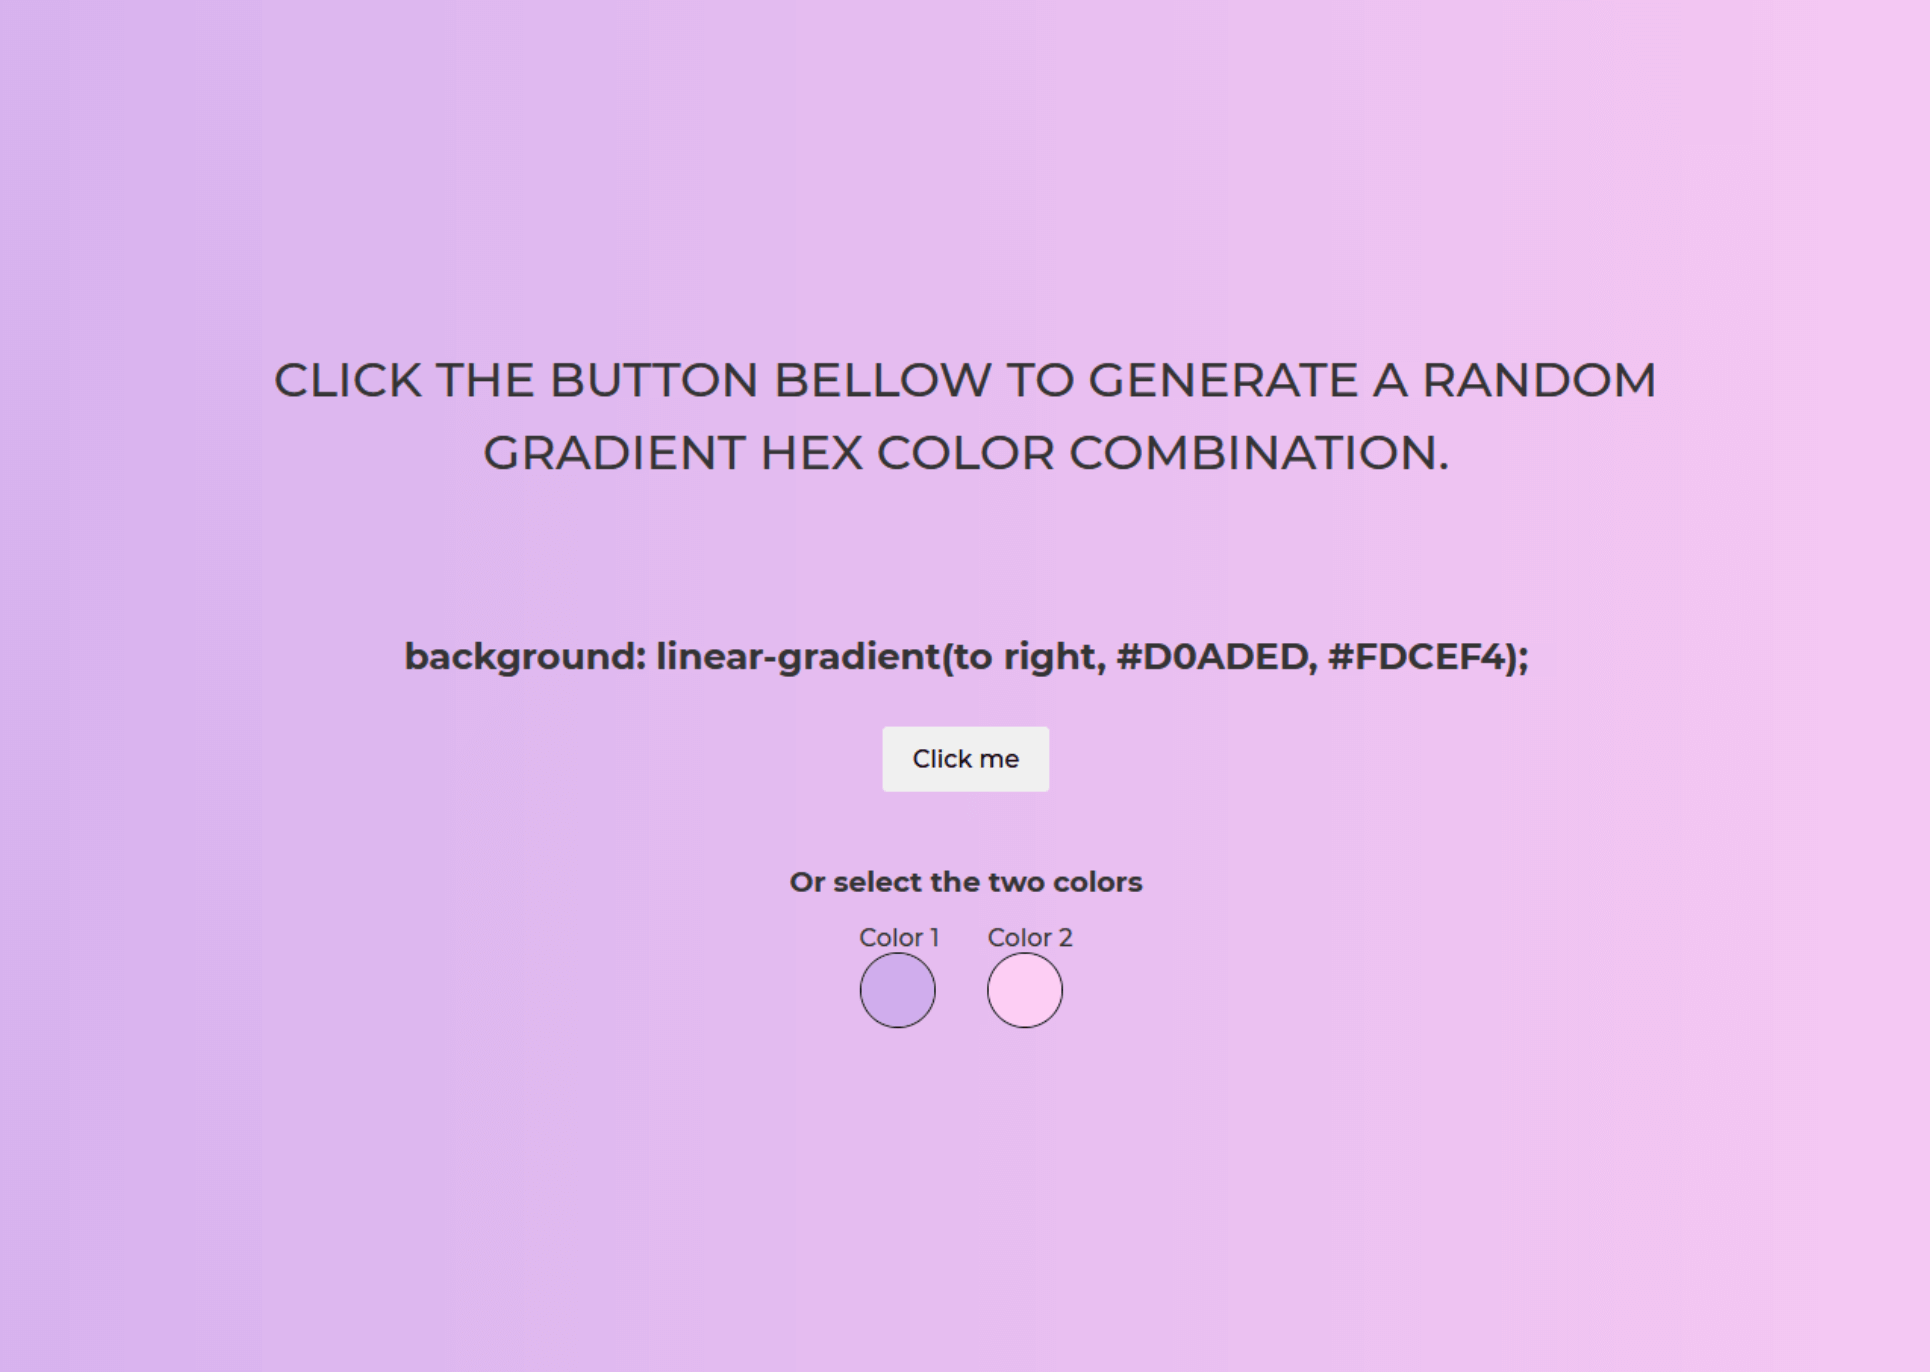 CLICK THE BUTTON BELLOW TO GENERATE A RANDOM
GRADIENT HEX COLOR COMBINATION.
background: linear-gradient(to right, #D0ADED, #FDCEF4);
Click me
Or select the two colors
Color 1
Color 2